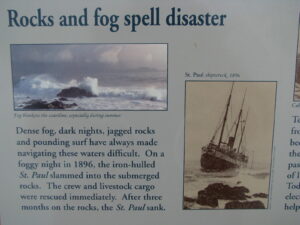 Rocks and fog spell disaster
St. Paul shipwreck, 1896
Fog blankets the coastline, especially during summer
Dense fog, dark nights, jagged rocks
and pounding surf have always made
navigating these waters difficult. On a
foggy night in 1896, the iron-hulled
St. Paul slammed into the submerged
rocks. The crew and livestock cargo
were rescued immediately. After three
months on the rocks, the St. Paul sank.